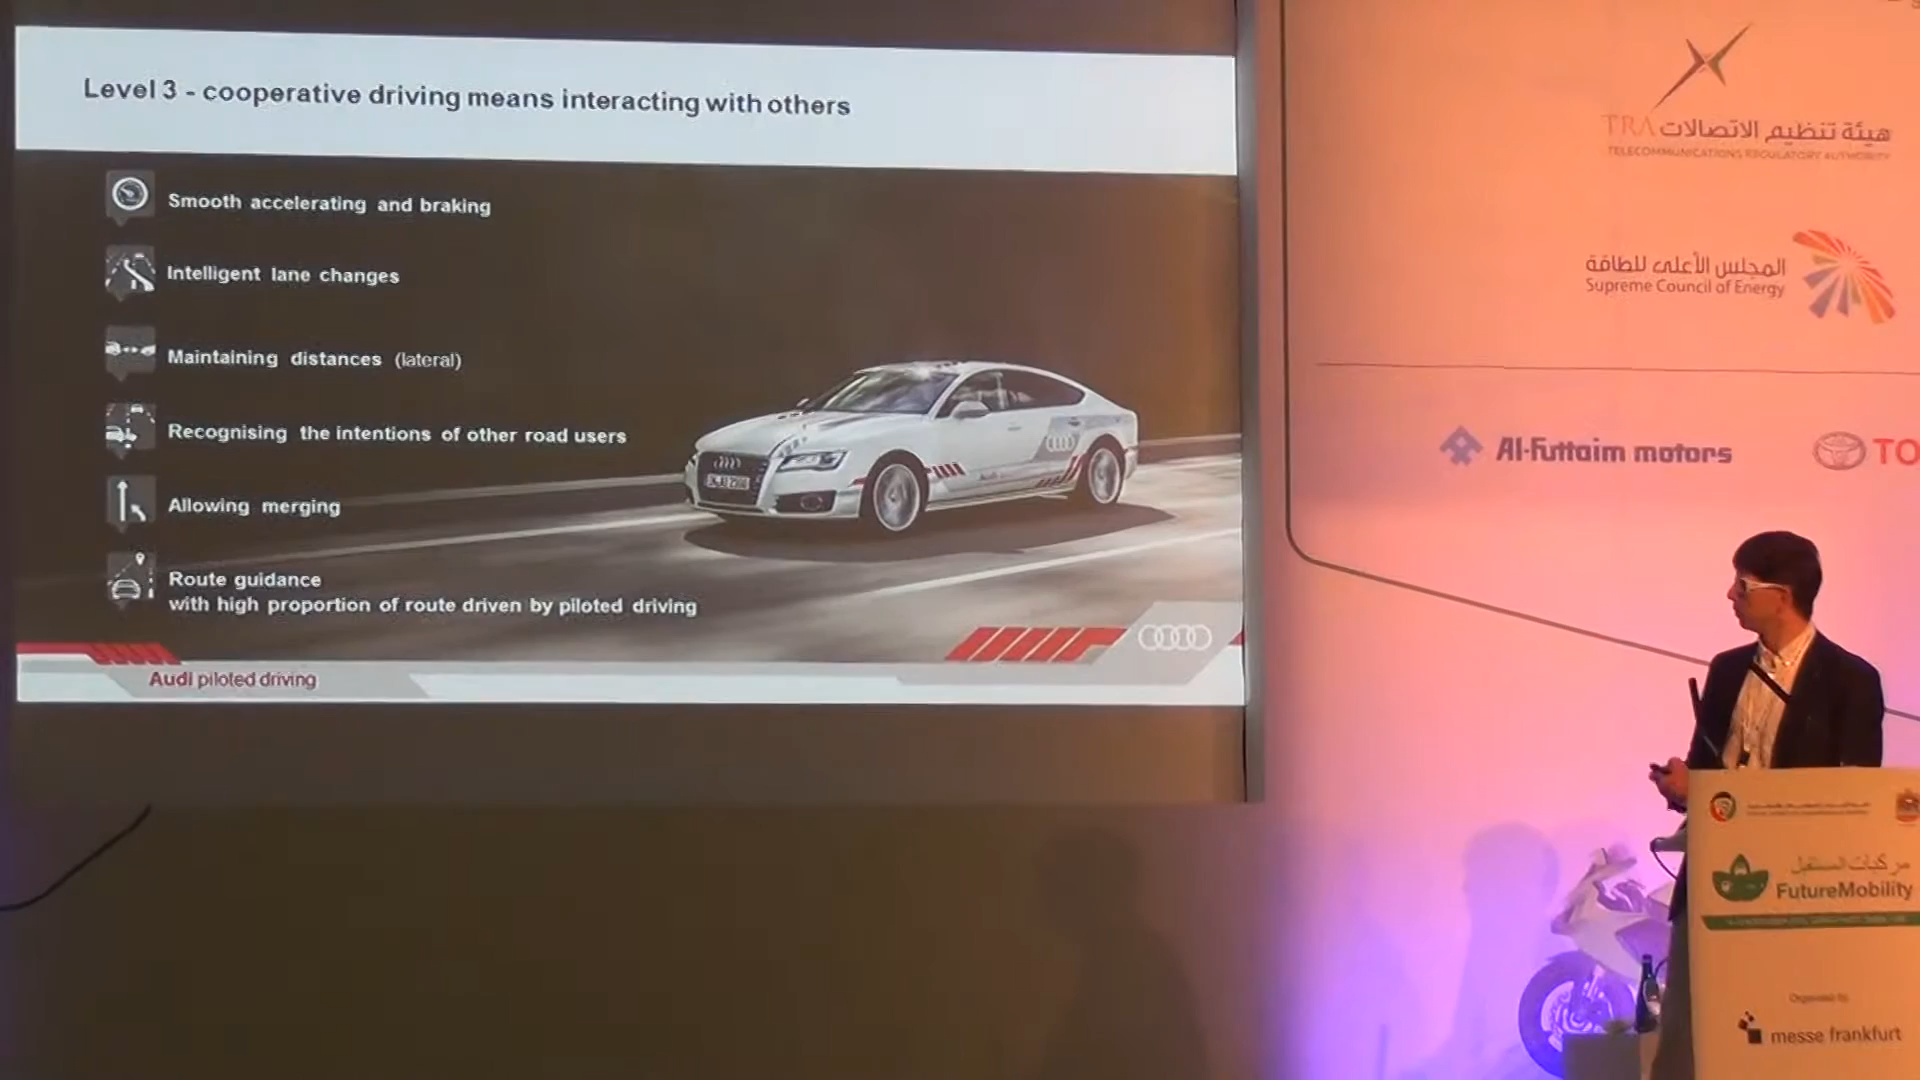 Level 3 - cooperative driving means interacting with others
Smooth accelerating and braking
Intelligent lane changes
Maintaining distances (lateral)
Recognising the intentions of other road users
Allowing merging
Route guidance
with high proportion of route driven by piloted driving
Audi piloted driving
TRA هيئة تنظيم الاتصالات
TELECOMMUNICATIONS REGULATORY AUTHORITY
المجلس الأعلى للطاقة
Supreme Council of Energy
Al-Futtaim motors
TO
مركبات المستقبل
FutureMobility
Organised by
messe frankfurt